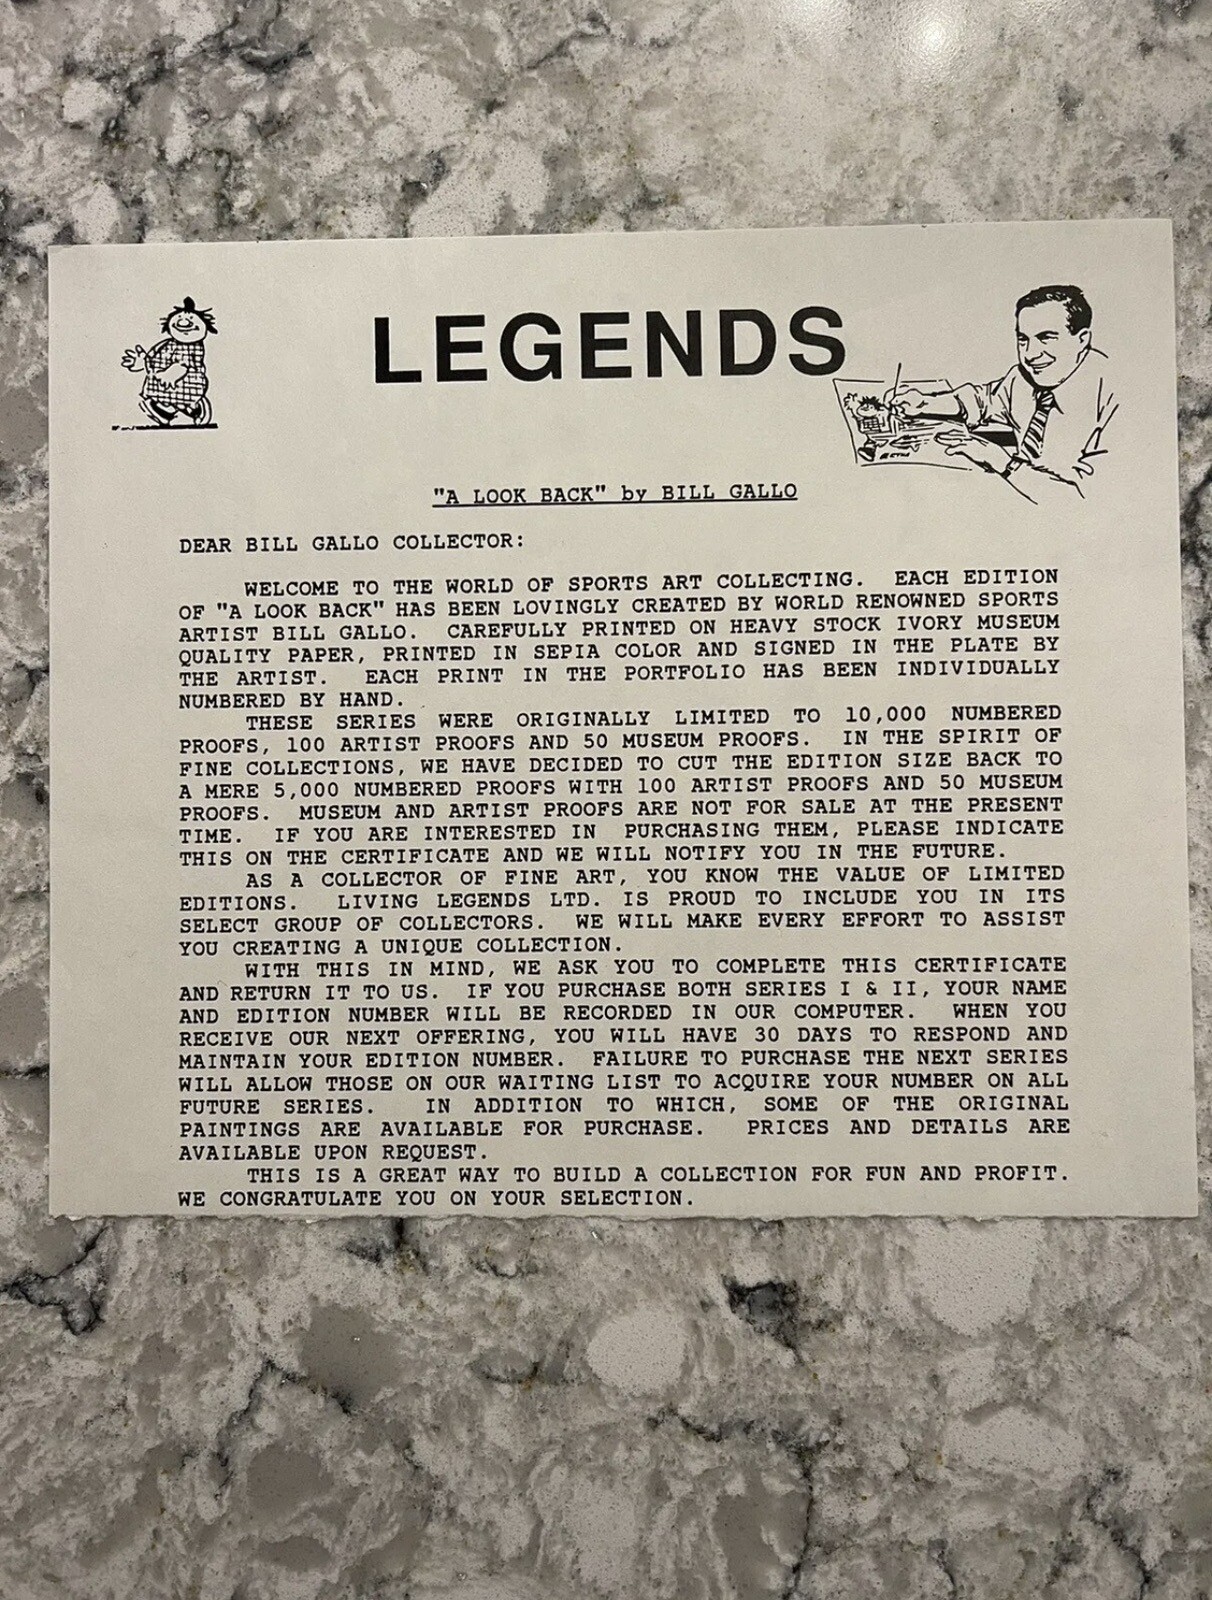 LEGENDS
"A LOOK BACK" by BILL GALLO
DEAR BILL GALLO COLLECTOR:
WELCOME TO THE WORLD OF SPORTS ART COLLECTING. EACH EDITION
OF "A LOOK BACK" HAS BEEN LOVINGLY CREATED BY WORLD RENOWNED SPORTS
ARTIST BILL GALLO. CAREFULLY PRINTED ON HEAVY STOCK IVORY MUSEUM
QUALITY PAPER, PRINTED IN SEPIA COLOR AND SIGNED IN THE PLATE BY
THE ARTIST. EACH PRINT IN THE PORTFOLIO HAS BEEN INDIVIDUALLY
NUMBERED BY HAND.
THESE SERIES WERE ORIGINALLY LIMITED TO 10,000 NUMBERED
PROOFS, 100 ARTIST PROOFS AND 50 MUSEUM PROOFS. IN THE SPIRIT OF
FINE COLLECTIONS, WE HAVE DECIDED TO CUT THE EDITION SIZE BACK TO
A MERE 5,000 NUMBERED PROOFS WITH 100 ARTIST PROOFS AND 50 MUSEUM
PROOFS. MUSEUM AND ARTIST PROOFS ARE NOT FOR SALE AT THE PRESENT
TIME. IF YOU ARE INTERESTED IN PURCHASING THEM, PLEASE INDICATE
THIS ON THE CERTIFICATE AND WE WILL NOTIFY YOU IN THE FUTURE.
AS A COLLECTOR OF FINE ART, YOU KNOW THE VALUE OF LIMITED
EDITIONS. LIVING LEGENDS LTD. IS PROUD TO INCLUDE YOU IN ITS
SELECT GROUP OF COLLECTORS. WE WILL MAKE EVERY EFFORT TO ASSIST
YOU CREATING A UNIQUE COLLECTION.
WITH THIS IN MIND, WE ASK YOU TO COMPLETE THIS CERTIFICATE
AND RETURN IT TO US. IF YOU PURCHASE BOTH SERIES I & II, YOUR NAME
AND EDITION NUMBER WILL BE RECORDED IN OUR COMPUTER. WHEN YOU
RECEIVE OUR NEXT OFFERING, YOU WILL HAVE 30 DAYS TO RESPOND AND
MAINTAIN YOUR EDITION NUMBER. FAILURE TO PURCHASE THE NEXT SERIES
WILL ALLOW THOSE ON OUR WAITING LIST TO ACQUIRE YOUR NUMBER ON ALL
FUTURE SERIES. IN ADDITION TO WHICH, SOME OF THE ORIGINAL
PAINTINGS ARE AVAILABLE FOR PURCHASE. PRICES AND DETAILS ARE
AVAILABLE UPON REQUEST.
THIS IS A GREAT WAY TO BUILD A COLLECTION FOR FUN AND PROFIT.
WE CONGRATULATE YOU ON YOUR SELECTION.